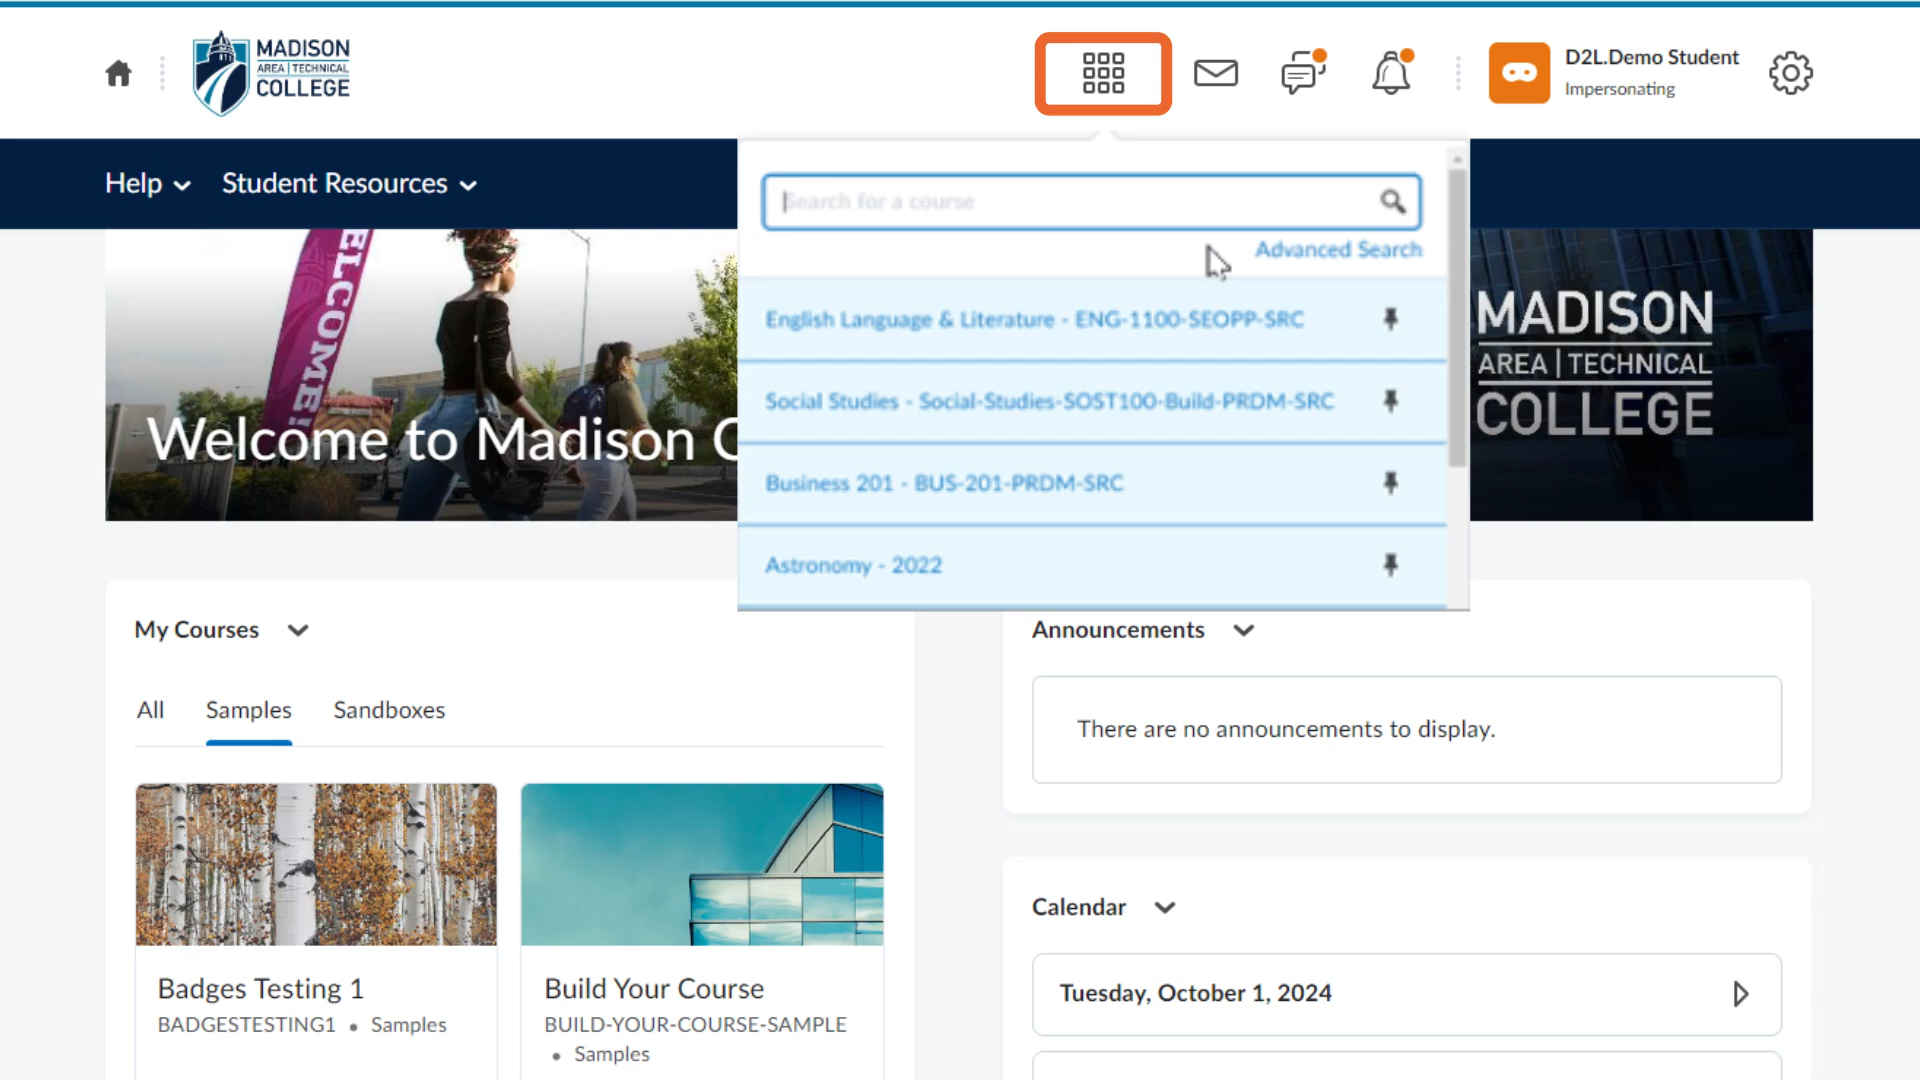 MADISON
AREA | TECHNICAL
COLLEGE
D2L.Demo Student
Impersonating
Help
Student Resources
Search for a course
Advanced Search
English Language & Literature - ENG-1100-SEOPP-SRC
Social Studies - Social-Studies-SOST100-Build-PRDM-SRC
Business 201 - BUS-201-PRDM-SRC
Astronomy - 2022
ELCOME!
Welcome to Madison C
MADISON
AREA | TECHNICAL
COLLEGE
My Courses
All Samples Sandboxes
Badges Testing 1
BADGESTESTING1 • Samples
Build Your Course
BUILD-YOUR-COURSE-SAMPLE
• Samples
Announcements
There are no announcements to display.
Calendar
Tuesday, October 1, 2024